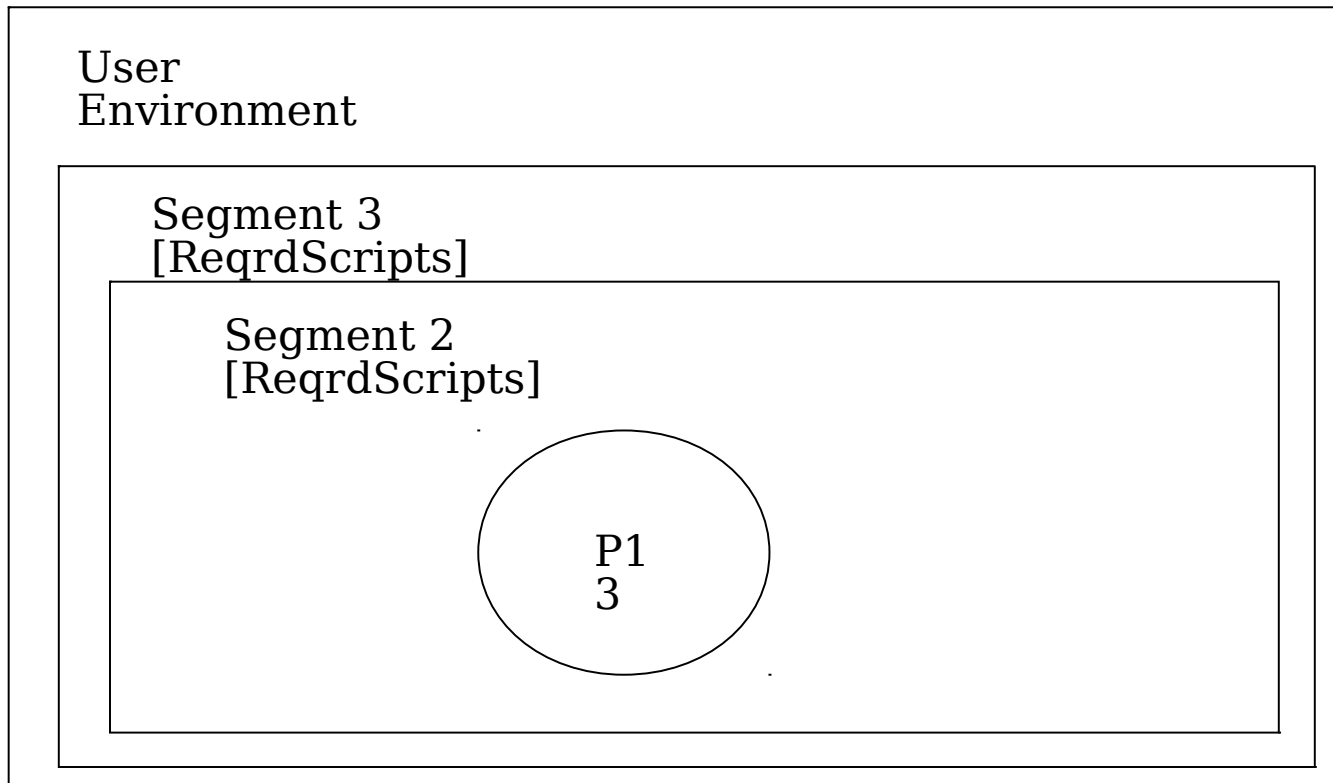 User
Environment
Segment 3
[ReqrdScripts]
Segment 2
[ReqrdScripts]
P1
3